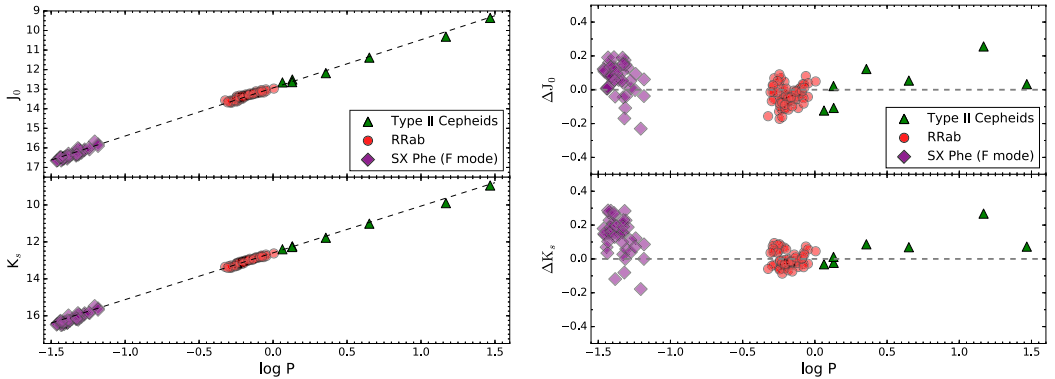 9
10
11
12
13
14
15
16
17
J₀
Type II Cepheids
RRab
SX Phe (F mode)
10
12
14
16
Kₛ
−1.5 −1.0 −0.5 0.0 0.5 1.0 1.5
log P
0.4
0.2
0.0
−0.2
−0.4
ΔJ₀
Type II Cepheids
RRab
SX Phe (F mode)
0.4
0.2
0.0
−0.2
−0.4
ΔKₛ
−1.5 −1.0 −0.5 0.0 0.5 1.0 1.5
log P